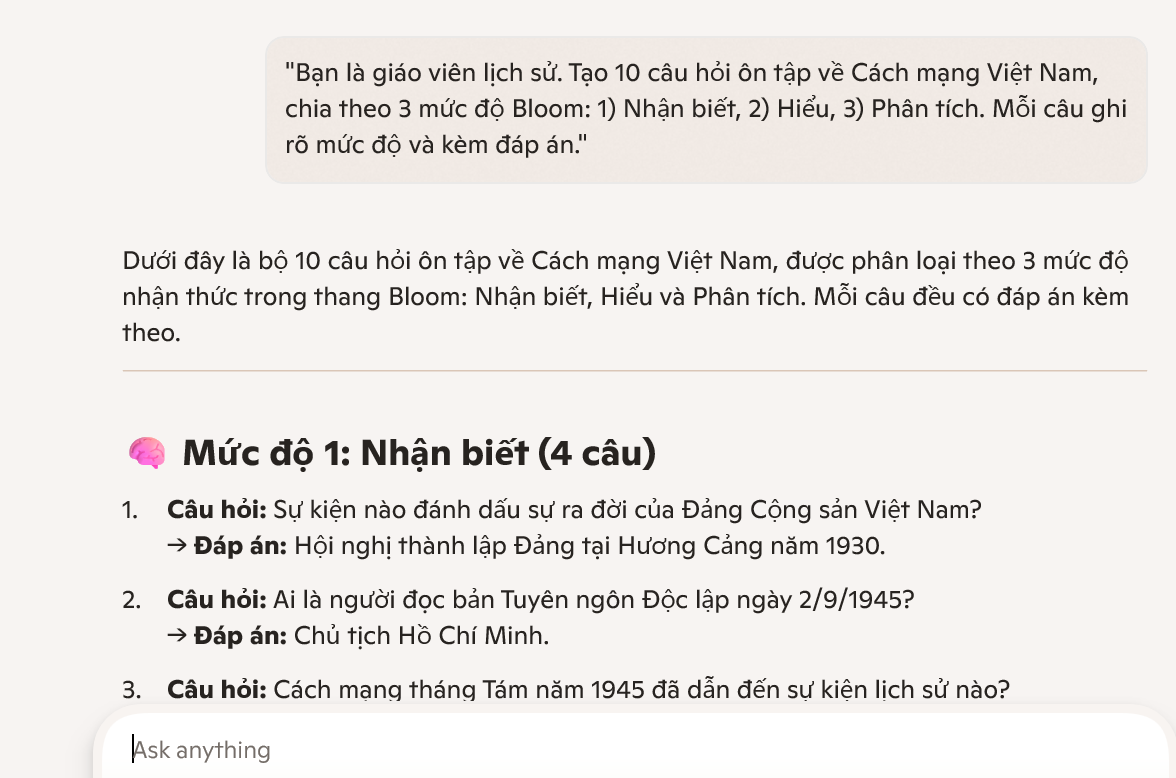 "Bạn là giáo viên lịch sử. Tạo 10 câu hỏi ôn tập về Cách mạng Việt Nam,
chia theo 3 mức độ Bloom: 1) Nhận biết, 2) Hiểu, 3) Phân tích. Mỗi câu ghi
rõ mức độ và kèm đáp án."
Dưới đây là bộ 10 câu hỏi ôn tập về Cách mạng Việt Nam, được phân loại theo 3 mức độ
nhận thức trong thang Bloom: Nhận biết, Hiểu và Phân tích. Mỗi câu đều có đáp án kèm
theo.
🧠 Mức độ 1: Nhận biết (4 câu)
1. Câu hỏi: Sự kiện nào đánh dấu sự ra đời của Đảng Cộng sản Việt Nam?
→ Đáp án: Hội nghị thành lập Đảng tại Hương Cảng năm 1930.
2. Câu hỏi: Ai là người đọc bản Tuyên ngôn Độc lập ngày 2/9/1945?
→ Đáp án: Chủ tịch Hồ Chí Minh.
3. Câu hỏi: Cách mạng tháng Tám năm 1945 đã dẫn đến sự kiện lịch sử nào?
Ask anything